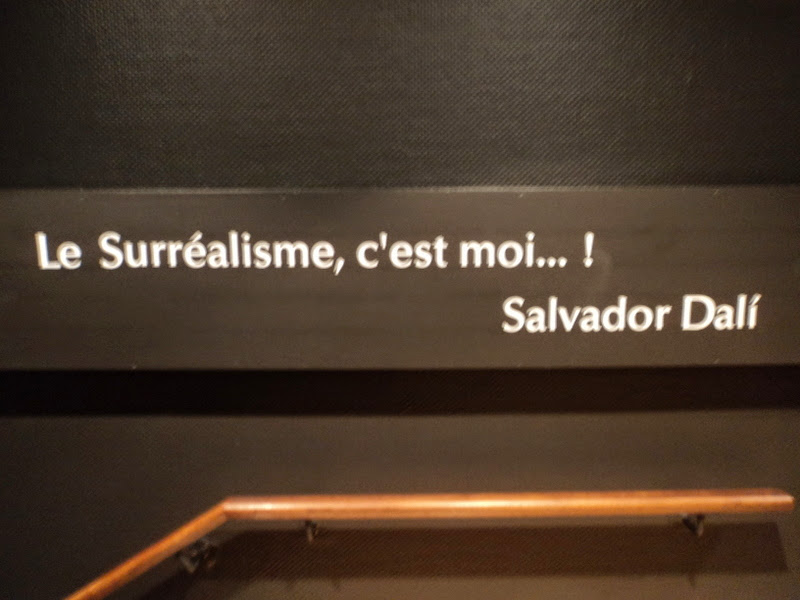 Le Surréalisme, c'est moi... !
Salvador Dalí